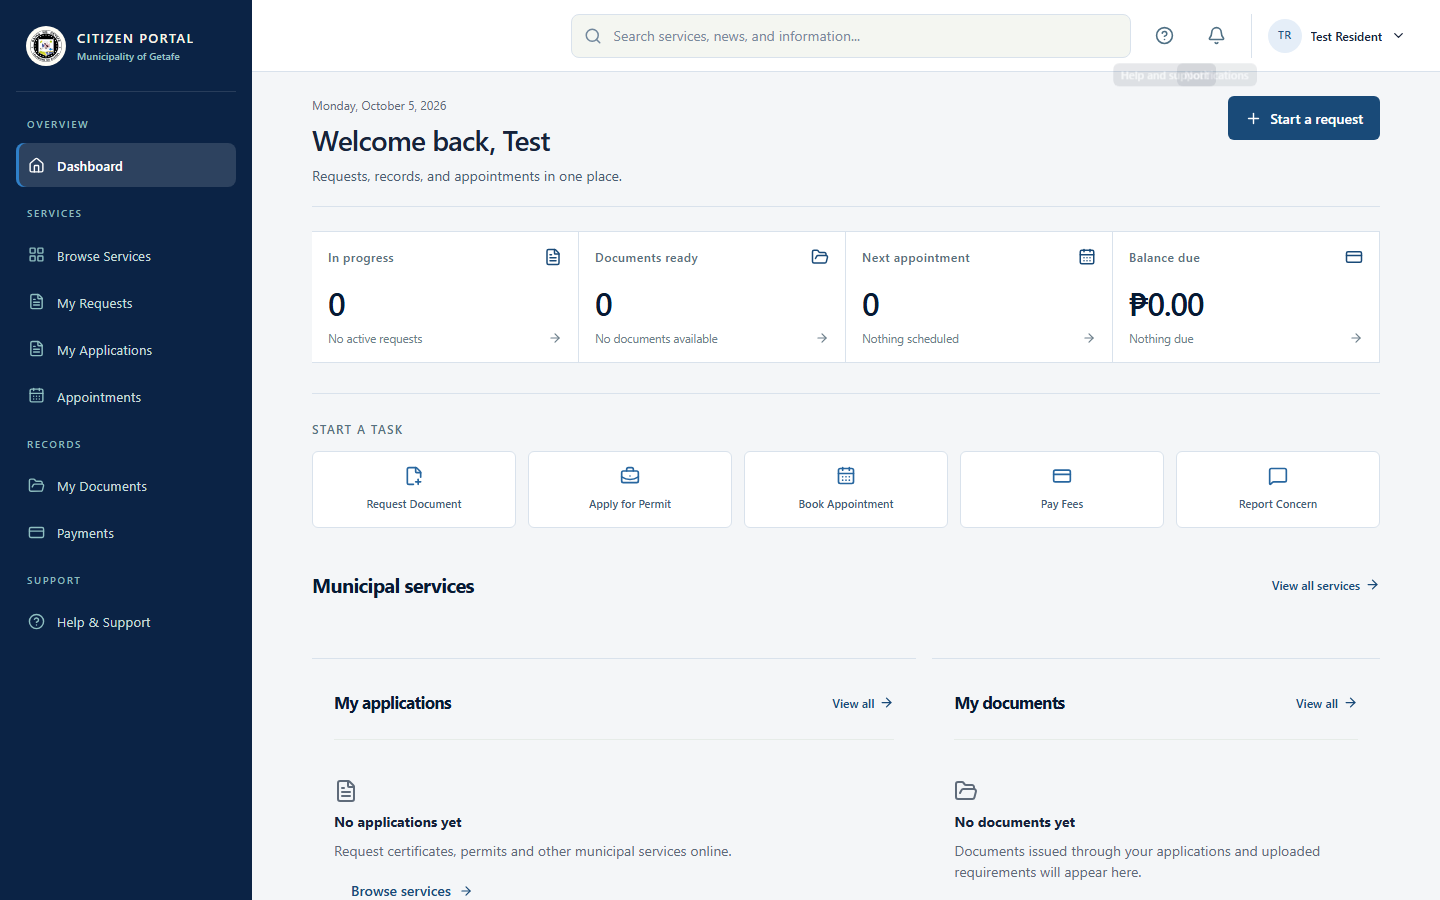 CITIZEN PORTAL
Municipality of Getafe
Search services, news, and information...
TR
Test Resident
Help and support
Notifications
OVERVIEW
Dashboard
SERVICES
Browse Services
My Requests
My Applications
Appointments
RECORDS
My Documents
Payments
SUPPORT
Help & Support
Monday, October 5, 2026
Welcome back, Test
Requests, records, and appointments in one place.
+ Start a request
In progress
0
No active requests
Documents ready
0
No documents available
Next appointment
0
Nothing scheduled
Balance due
₱0.00
Nothing due
START A TASK
Request Document
Apply for Permit
Book Appointment
Pay Fees
Report Concern
Municipal services
View all services
My applications
View all
No applications yet
Request certificates, permits and other municipal services online.
Browse services
My documents
View all
No documents yet
Documents issued through your applications and uploaded
requirements will appear here.